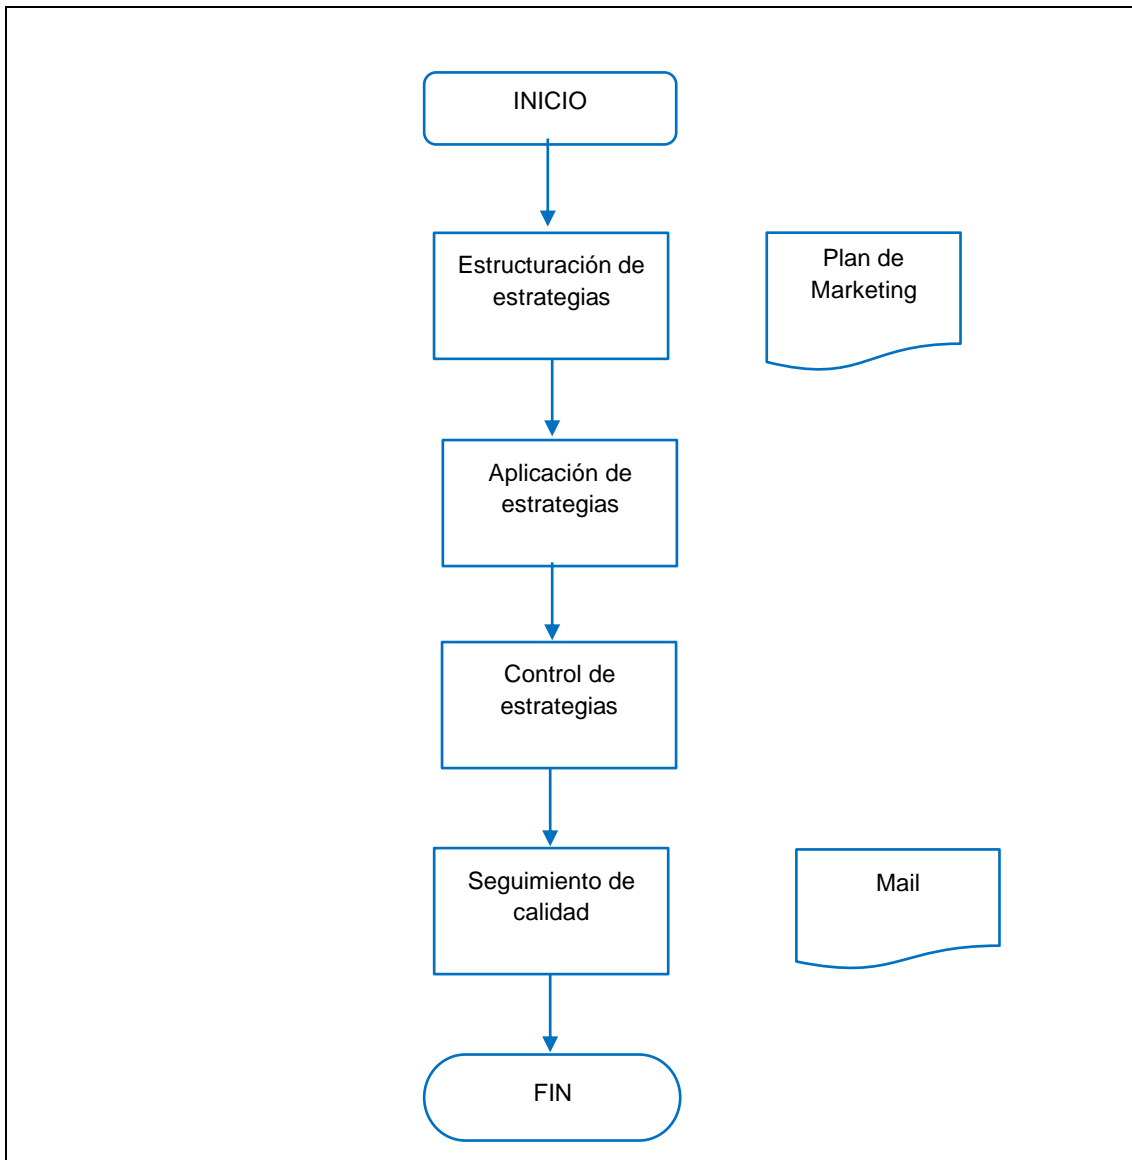 INICIO
Estructuración de
estrategias
Plan de
Marketing
Aplicación de
estrategias
Control de
estrategias
Seguimiento de
calidad
Mail
FIN